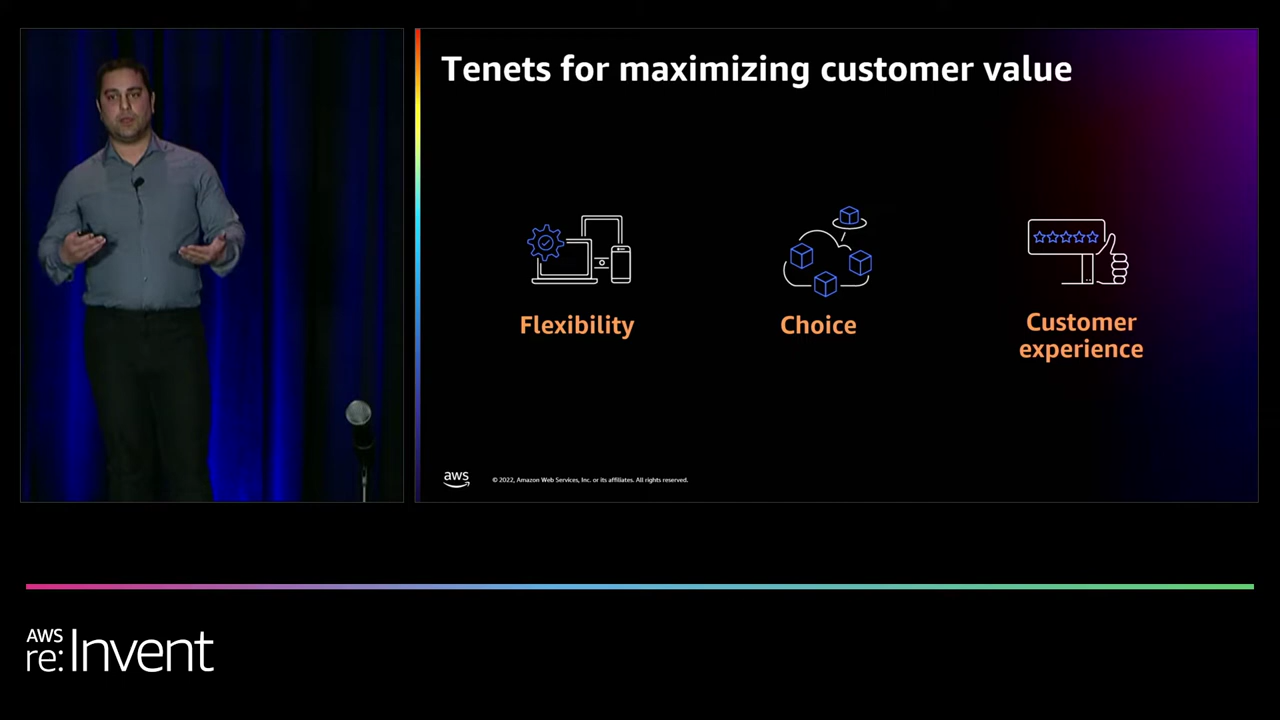 Tenets for maximizing customer value
Flexibility
Choice
Customer
experience
aws
© 2022, Amazon Web Services, Inc. or its affiliates. All rights reserved.
AWS
re:Invent